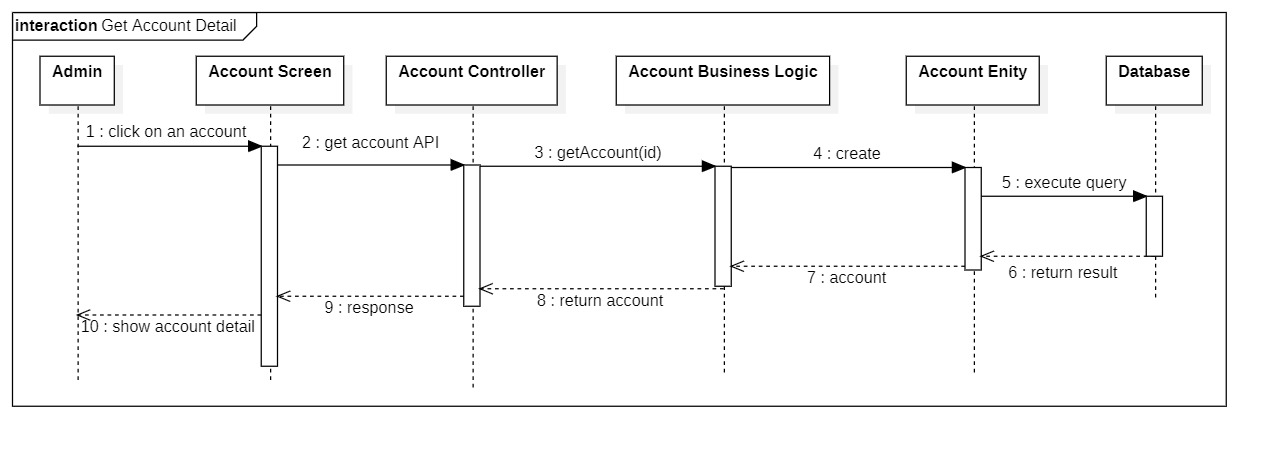 interaction Get Account Detail
Admin
Account Screen
Account Controller
Account Business Logic
Account Enity
Database
1 : click on an account
2 : get account API
3 : getAccount(id)
4 : create
5 : execute query
6 : return result
7 : account
8 : return account
9 : response
10 : show account detail